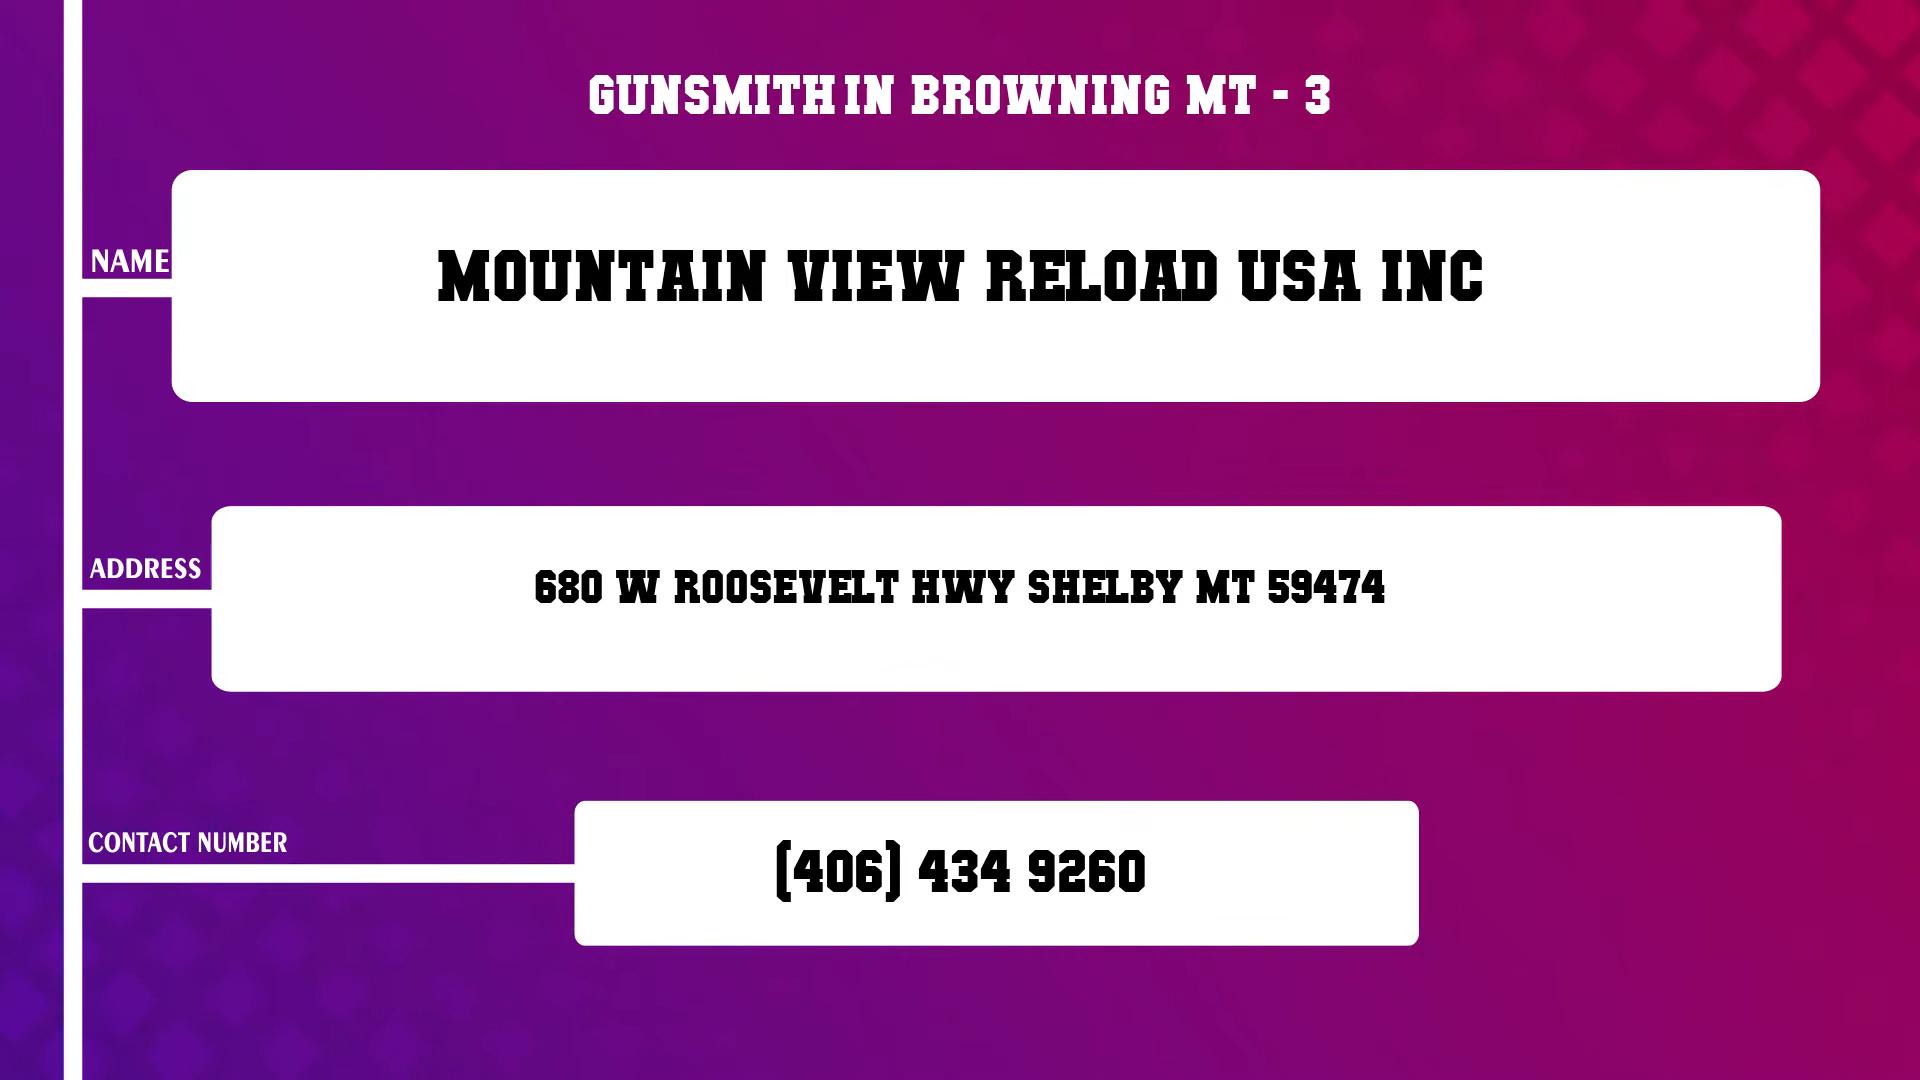 GUNSMITH IN BROWNING MT - 3
NAME
MOUNTAIN VIEW RELOAD USA INC
ADDRESS
680 W ROOSEVELT HWY SHELBY MT 59474
CONTACT NUMBER
(406) 434 9260